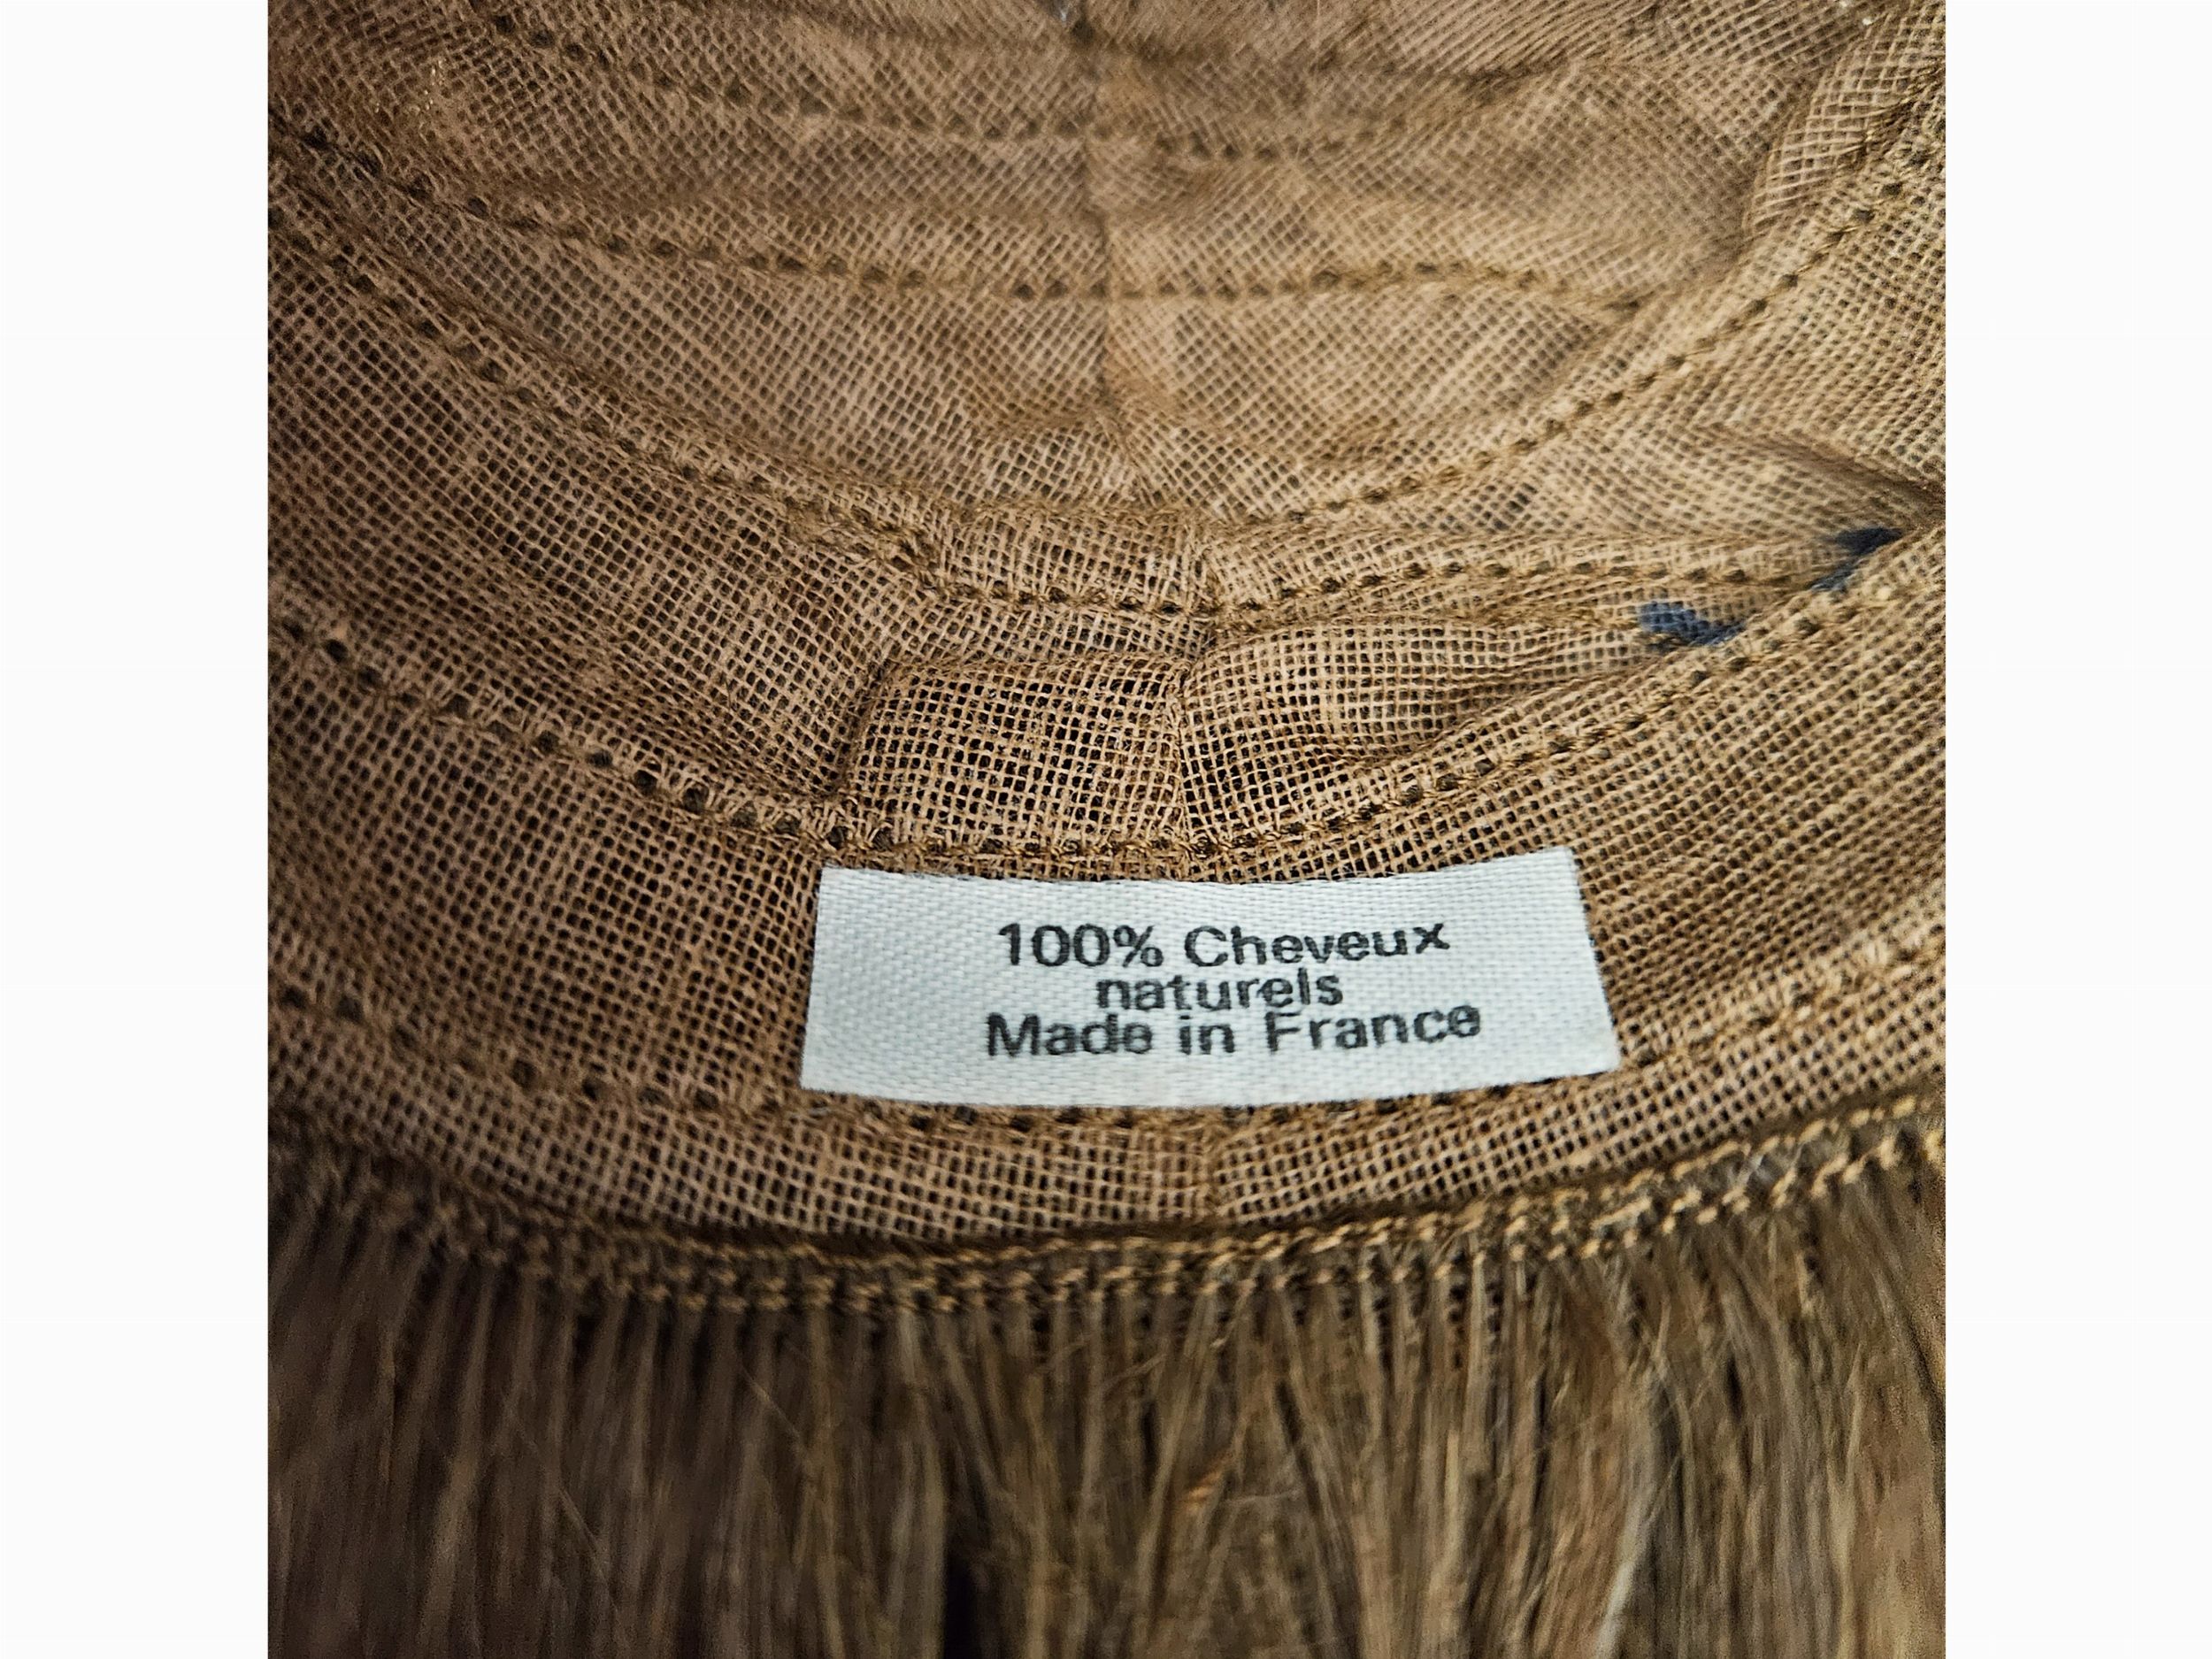 100% Cheveux
naturels
Made in France